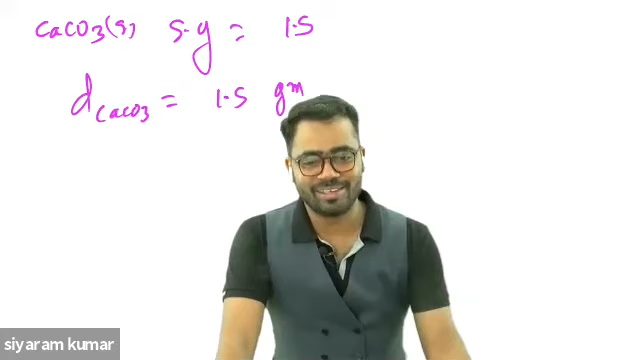 CaCO3(s) s.g = 1.5
dCaCO3 = 1.5 gm
siyaram kumar